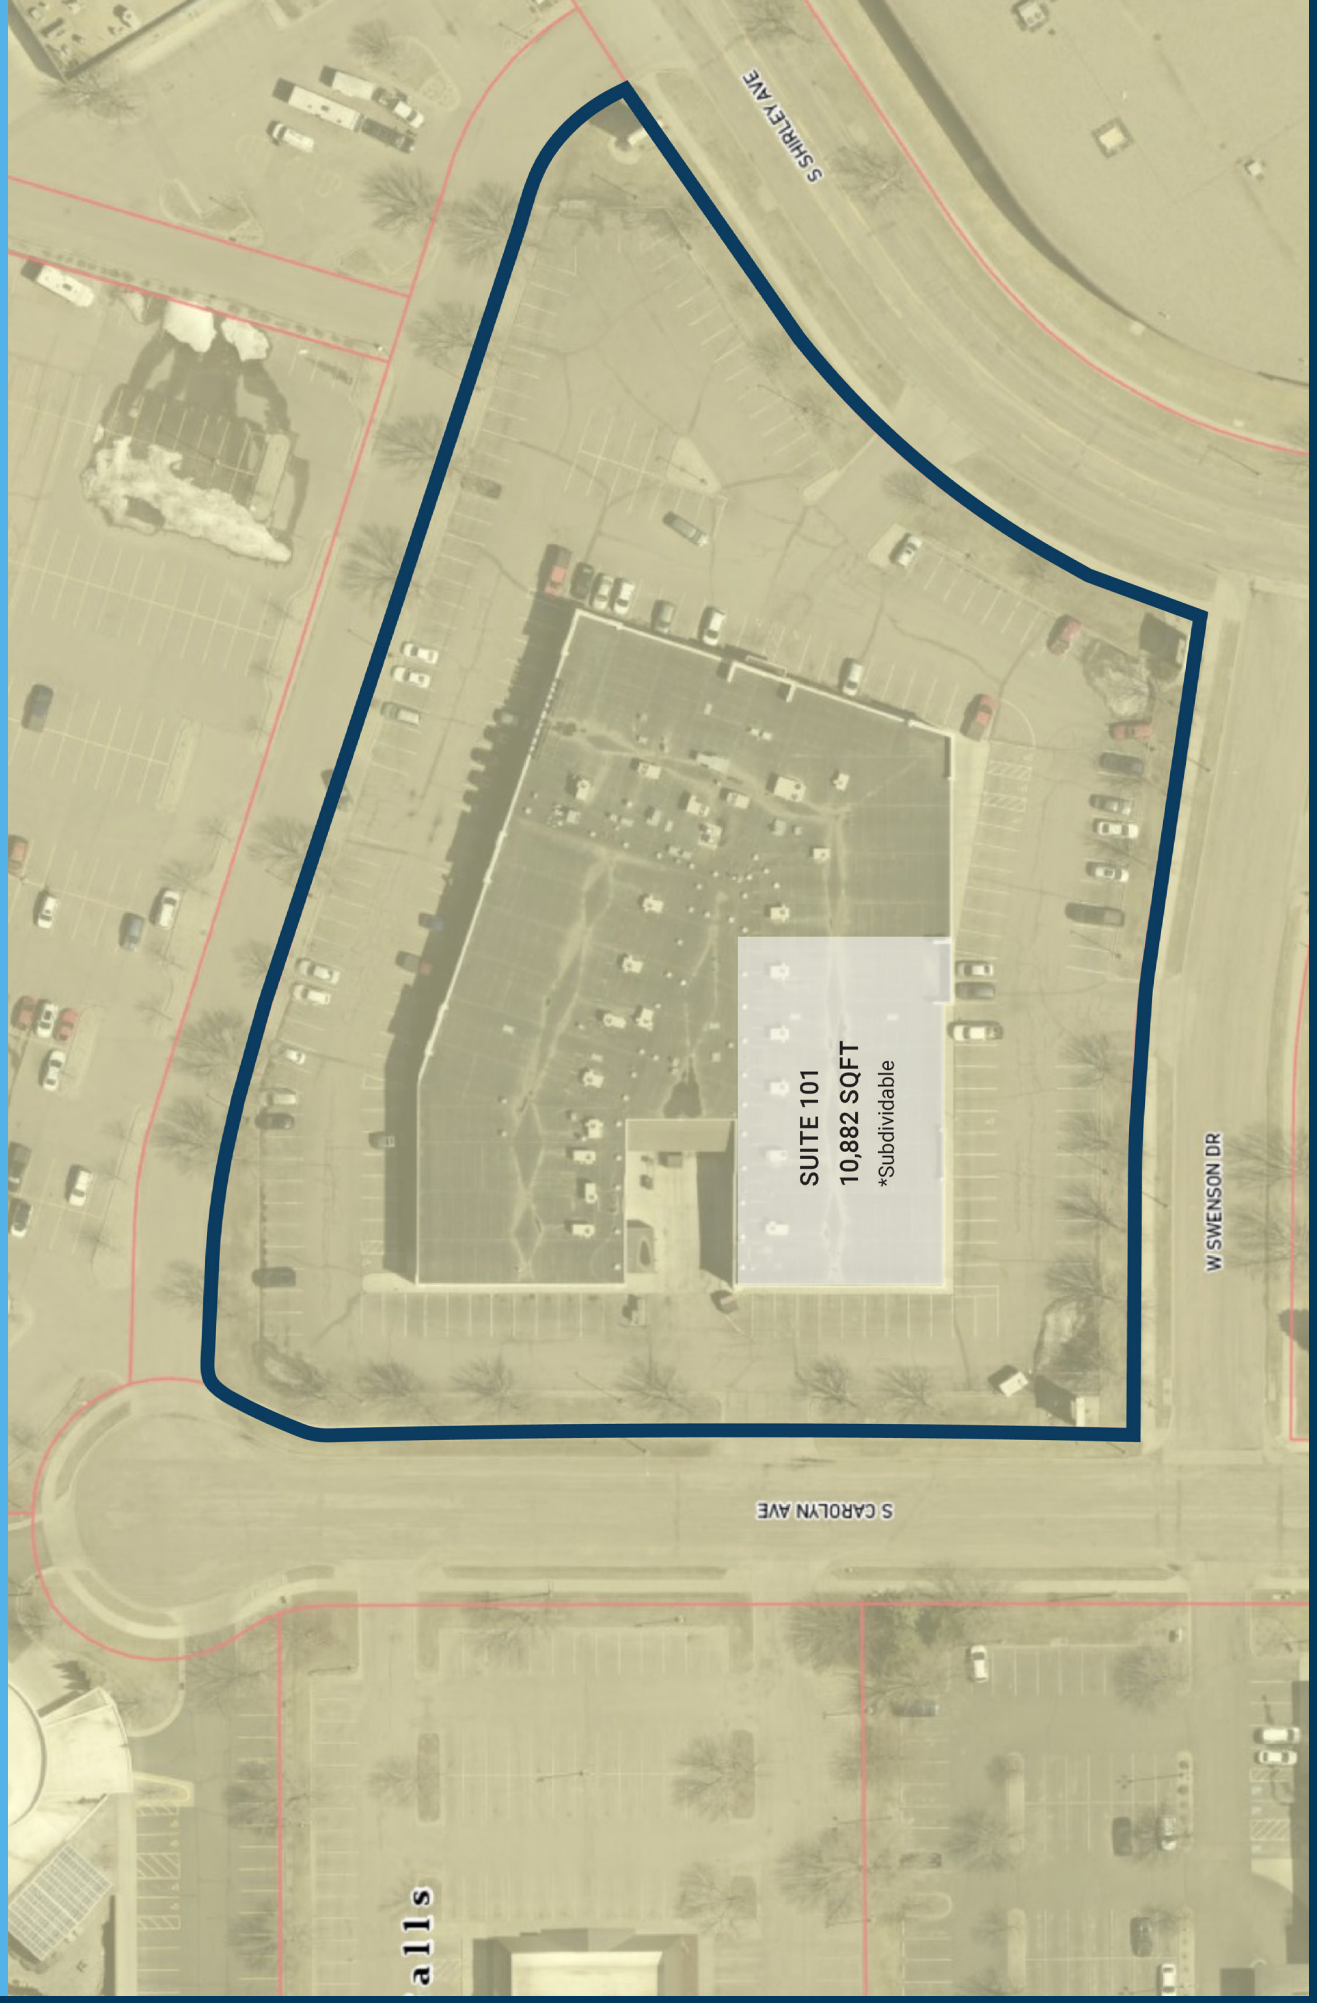 S SHIRLEY AVE
SUITE 101
10,882 SQFT
*Subdividable
W SWENSON DR
S CAROLYN AVE
alls